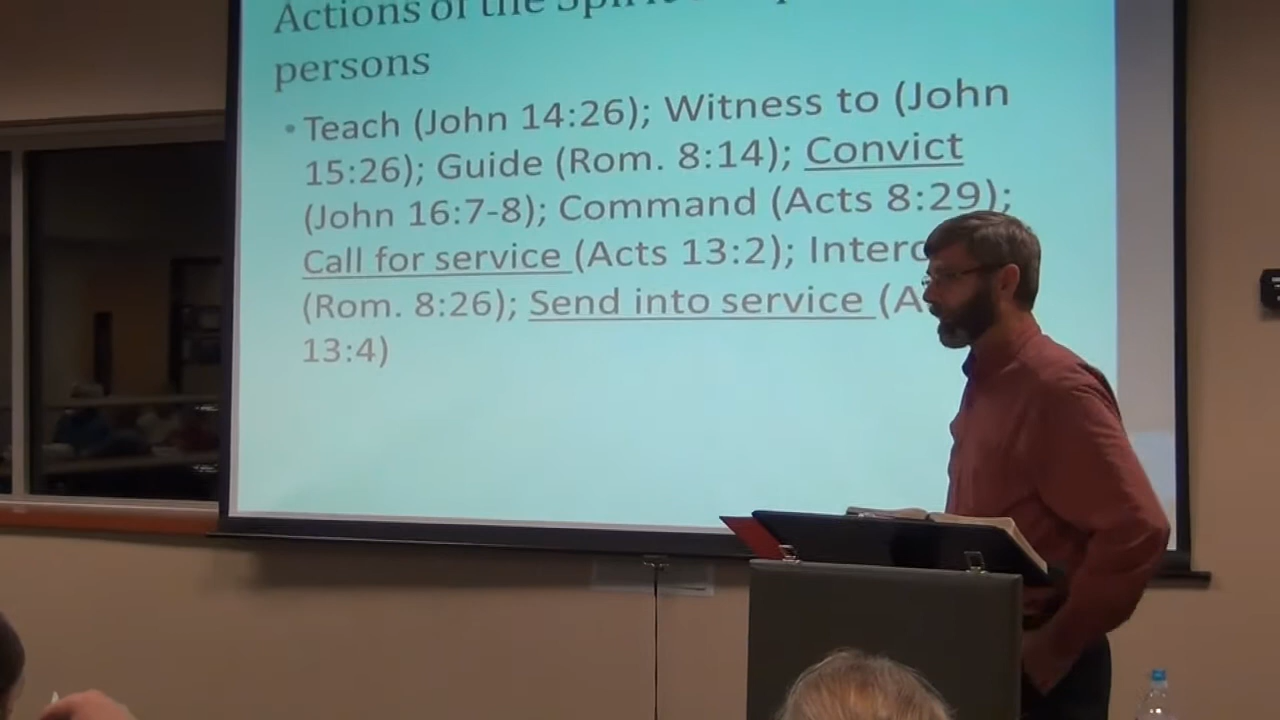 Actions of the Spirit
persons
• Teach (John 14:26); Witness to (John
15:26); Guide (Rom. 8:14); Convict
(John 16:7-8); Command (Acts 8:29);
Call for service (Acts 13:2);
(Rom. 8:26); Send into service (A
13:4)